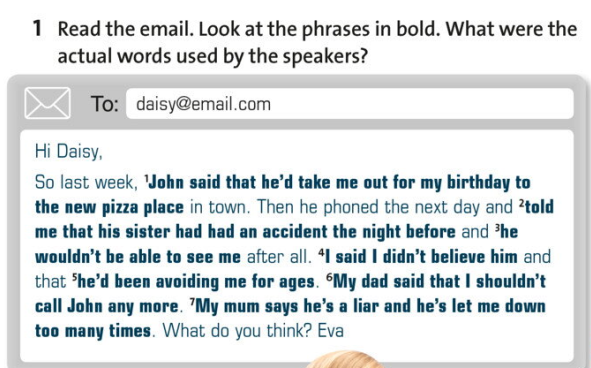 1 Read the email. Look at the phrases in bold. What were the
actual words used by the speakers?
To: daisy@email.com
Hi Daisy,
So last week, ¹John said that he'd take me out for my birthday to
the new pizza place in town. Then he phoned the next day and ²told
me that his sister had had an accident the night before and ³he
wouldn't be able to see me after all. ⁴I said I didn't believe him and
that ⁵he'd been avoiding me for ages. ⁶My dad said that I shouldn't
call John any more. ⁷My mum says he's a liar and he's let me down
too many times. What do you think? Eva